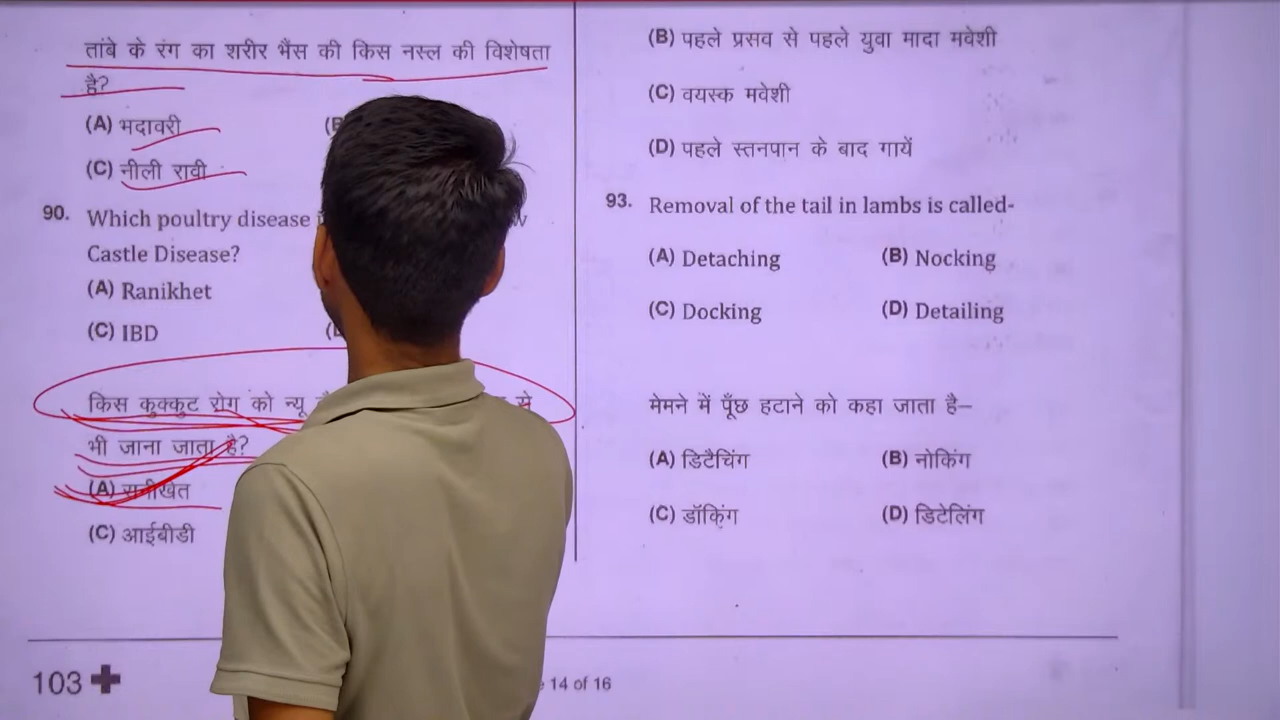 तांबे के रंग का शरीर भैंस की किस नस्ल की विशेषता
है?
(A) भदावरी
(C) नीली रावी
90. Which poultry disease
Castle Disease?
(A) Ranikhet
(C) IBD
किस कुक्कुट रोग को न्यू से
भी जाना जाता है?
(A) रानीखेत
(C) आईबीडी
(B) पहले प्रसव से पहले युवा मादा मवेशी
(C) वयस्क मवेशी
(D) पहले स्तनपान के बाद गायें
93. Removal of the tail in lambs is called-
(A) Detaching (B) Nocking
(C) Docking (D) Detailing
मेमने में पूँछ हटाने को कहा जाता है–
(A) डिटैचिंग (B) नोकिंग
(C) डॉकिंग (D) डिटेलिंग
103 14 of 16